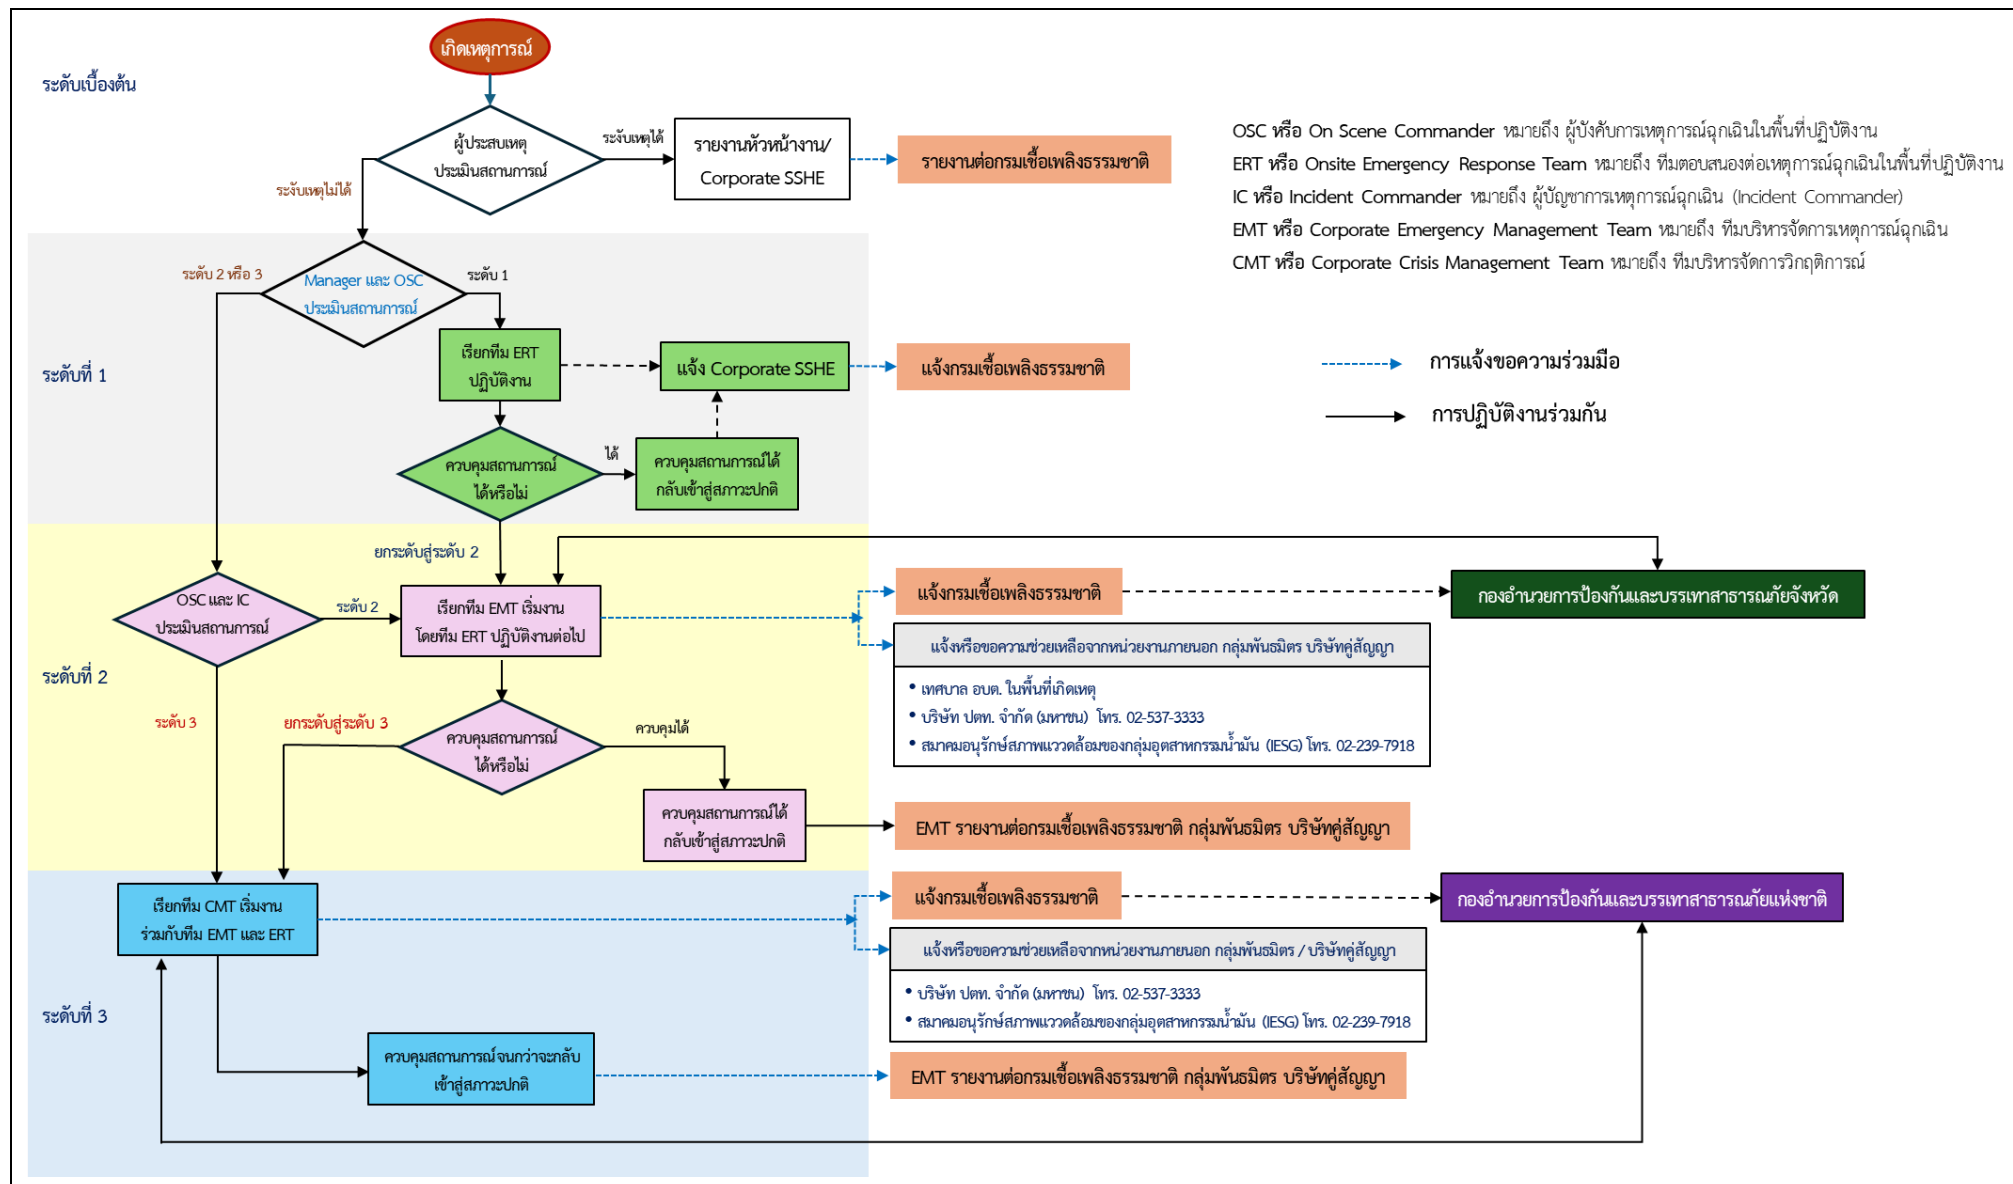 เกิดเหตุการณ์
ระดับเบื้องต้น
ผู้ประสบเหตุ
ประเมินสถานการณ์
ระงับเหตุได้
รายงานหัวหน้างาน/
Corporate SSHE
รายงานต่อกรมเชื้อเพลิงธรรมชาติ
ระงับเหตุไม่ได้
OSC หรือ On Scene Commander หมายถึง ผู้บังคับการเหตุการณ์ฉุกเฉินในพื้นที่ปฏิบัติงาน
ERT หรือ Onsite Emergency Response Team หมายถึง ทีมตอบสนองต่อเหตุการณ์ฉุกเฉินในพื้นที่ปฏิบัติงาน
IC หรือ Incident Commander หมายถึง ผู้บัญชาการเหตุการณ์ฉุกเฉิน (Incident Commander)
EMT หรือ Corporate Emergency Management Team หมายถึง ทีมบริหารจัดการเหตุการณ์ฉุกเฉิน
CMT หรือ Corporate Crisis Management Team หมายถึง ทีมบริหารจัดการวิกฤติการณ์
การแจ้งขอความร่วมมือ
การปฏิบัติงานร่วมกัน
ระดับ 2 หรือ 3
Manager และ OSC
ประเมินสถานการณ์
ระดับ 1
ระดับที่ 1
เรียกทีม ERT
ปฏิบัติงาน
แจ้ง Corporate SSHE
แจ้งกรมเชื้อเพลิงธรรมชาติ
ควบคุมสถานการณ์
ได้หรือไม่
ได้
ควบคุมสถานการณ์ได้
กลับเข้าสู่สภาวะปกติ
ยกระดับสู่ระดับ 2
OSC และ IC
ประเมินสถานการณ์
ระดับ 2
เรียกทีม EMT เริ่มงาน
โดยทีม ERT ปฏิบัติงานต่อไป
แจ้งกรมเชื้อเพลิงธรรมชาติ
กองอำนวยการป้องกันและบรรเทาสาธารณภัยจังหวัด
แจ้งหรือขอความช่วยเหลือจากหน่วยงานภายนอก กลุ่มพันธมิตร บริษัทคู่สัญญา
• เทศบาล อบต. ในพื้นที่เกิดเหตุ
• บริษัท ปตท. จำกัด (มหาชน) โทร. 02-537-3333
• สมาคมอนุรักษ์สภาพแววดล้อมของกลุ่มอุตสาหกรรมน้ำมัน (IESG) โทร. 02-239-7918
ระดับที่ 2
ระดับ 3
ยกระดับสู่ระดับ 3
ควบคุมสถานการณ์
ได้หรือไม่
ควบคุมได้
ควบคุมสถานการณ์ได้
กลับเข้าสู่สภาวะปกติ
EMT รายงานต่อกรมเชื้อเพลิงธรรมชาติ กลุ่มพันธมิตร บริษัทคู่สัญญา
เรียกทีม CMT เริ่มงาน
ร่วมกับทีม EMT และ ERT
แจ้งกรมเชื้อเพลิงธรรมชาติ
กองอำนวยการป้องกันและบรรเทาสาธารณภัยแห่งชาติ
แจ้งหรือขอความช่วยเหลือจากหน่วยงานภายนอก กลุ่มพันธมิตร / บริษัทคู่สัญญา
• บริษัท ปตท. จำกัด (มหาชน) โทร. 02-537-3333
• สมาคมอนุรักษ์สภาพแววดล้อมของกลุ่มอุตสาหกรรมน้ำมัน (IESG) โทร. 02-239-7918
ระดับที่ 3
ควบคุมสถานการณ์จนกว่าจะกลับ
เข้าสู่สภาวะปกติ
EMT รายงานต่อกรมเชื้อเพลิงธรรมชาติ กลุ่มพันธมิตร บริษัทคู่สัญญา